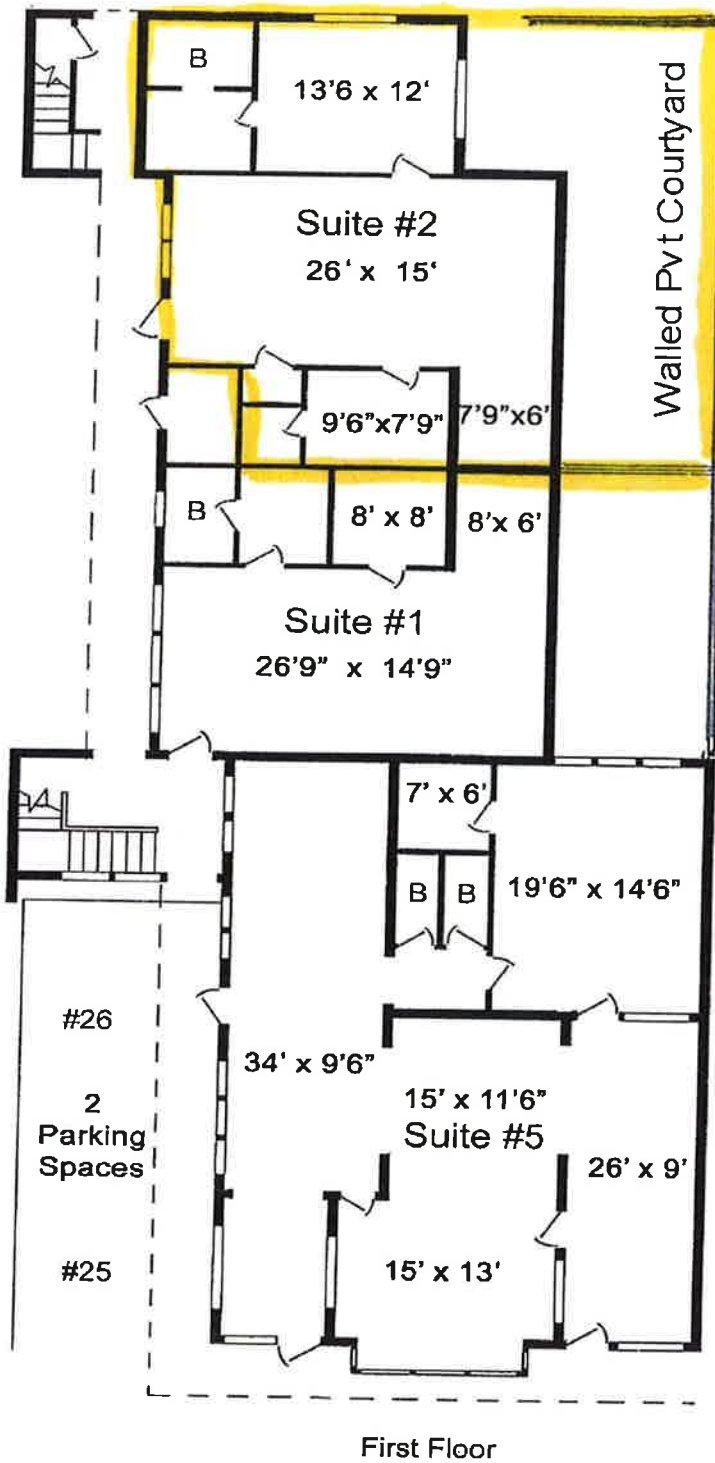 B
13'6 x 12'
Walled Pvt Courtyard
Suite #2
26' x 15'
9'6"x7'9"
7'9"x6'
B
8' x 8'
8'x 6'
Suite #1
26'9" x 14'9"
7' x 6'
B
B
19'6" x 14'6"
#26
34' x 9'6"
2
Parking
Spaces
15' x 11'6"
Suite #5
26' x 9'
#25
15' x 13'
First Floor